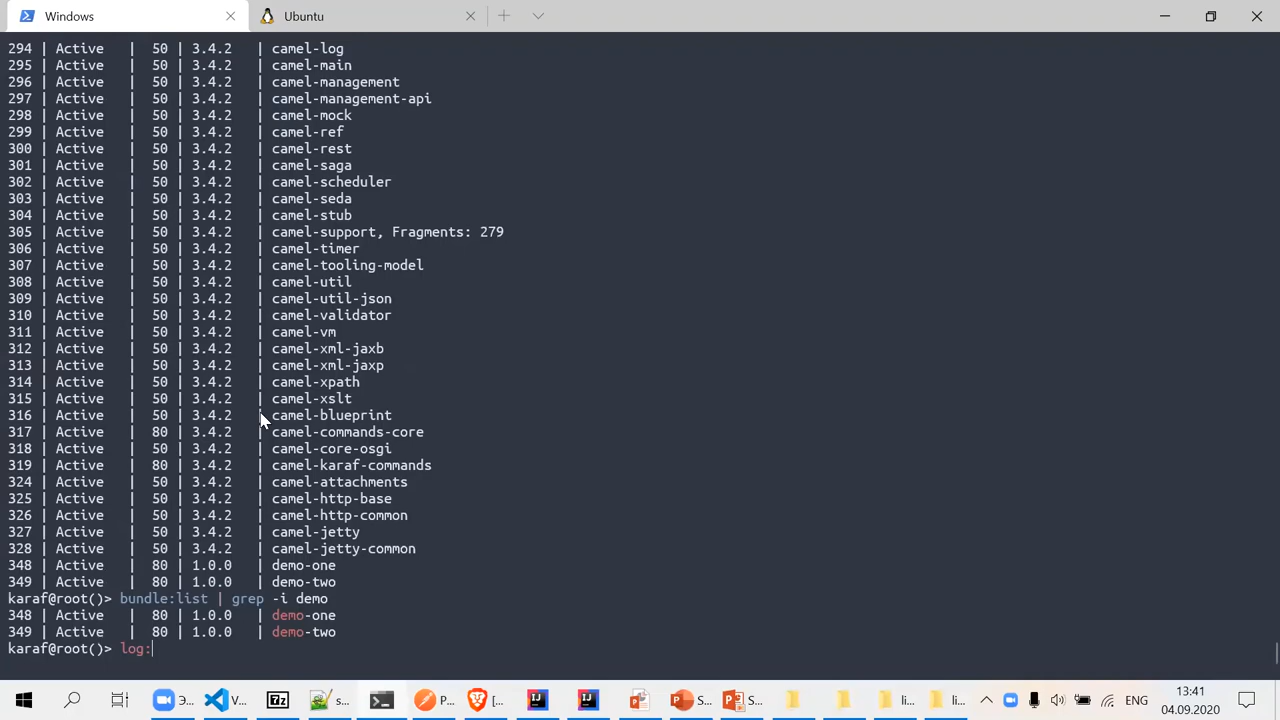 Windows
Ubuntu
294 | Active | 50 | 3.4.2 | camel-log
295 | Active | 50 | 3.4.2 | camel-main
296 | Active | 50 | 3.4.2 | camel-management
297 | Active | 50 | 3.4.2 | camel-management-api
298 | Active | 50 | 3.4.2 | camel-mock
299 | Active | 50 | 3.4.2 | camel-ref
300 | Active | 50 | 3.4.2 | camel-rest
301 | Active | 50 | 3.4.2 | camel-saga
302 | Active | 50 | 3.4.2 | camel-scheduler
303 | Active | 50 | 3.4.2 | camel-seda
304 | Active | 50 | 3.4.2 | camel-stub
305 | Active | 50 | 3.4.2 | camel-support, Fragments: 279
306 | Active | 50 | 3.4.2 | camel-timer
307 | Active | 50 | 3.4.2 | camel-tooling-model
308 | Active | 50 | 3.4.2 | camel-util
309 | Active | 50 | 3.4.2 | camel-util-json
310 | Active | 50 | 3.4.2 | camel-validator
311 | Active | 50 | 3.4.2 | camel-vm
312 | Active | 50 | 3.4.2 | camel-xml-jaxb
313 | Active | 50 | 3.4.2 | camel-xml-jaxp
314 | Active | 50 | 3.4.2 | camel-xpath
315 | Active | 50 | 3.4.2 | camel-xslt
316 | Active | 50 | 3.4.2 | camel-blueprint
317 | Active | 80 | 3.4.2 | camel-commands-core
318 | Active | 50 | 3.4.2 | camel-core-osgi
319 | Active | 80 | 3.4.2 | camel-karaf-commands
324 | Active | 50 | 3.4.2 | camel-attachments
325 | Active | 50 | 3.4.2 | camel-http-base
326 | Active | 50 | 3.4.2 | camel-http-common
327 | Active | 50 | 3.4.2 | camel-jetty
328 | Active | 50 | 3.4.2 | camel-jetty-common
348 | Active | 80 | 1.0.0 | demo-one
349 | Active | 80 | 1.0.0 | demo-two
karaf@root()> bundle:list | grep -i demo
348 | Active | 80 | 1.0.0 | demo-one
349 | Active | 80 | 1.0.0 | demo-two
karaf@root()> log:
Э...
V...
7z
s...
P...
[...
S...
S...
li...
li...
ENG
13:41
04.09.2020